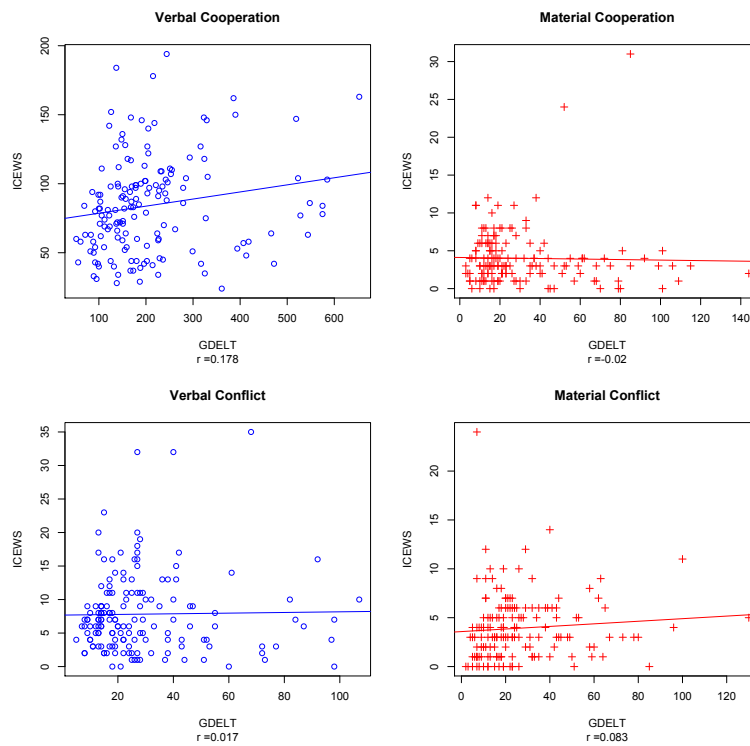 Verbal Cooperation
ICEWS
50
100
150
200
100 200 300 400 500 600
GDELT
r =0.178
Material Cooperation
ICEWS
0
5
10
15
20
25
30
0 20 40 60 80 100 120 140
GDELT
r =-0.02
Verbal Conflict
ICEWS
0
5
10
15
20
25
30
35
20 40 60 80 100
GDELT
r =0.017
Material Conflict
ICEWS
0
5
10
15
20
0 20 40 60 80 100 120
GDELT
r =0.083